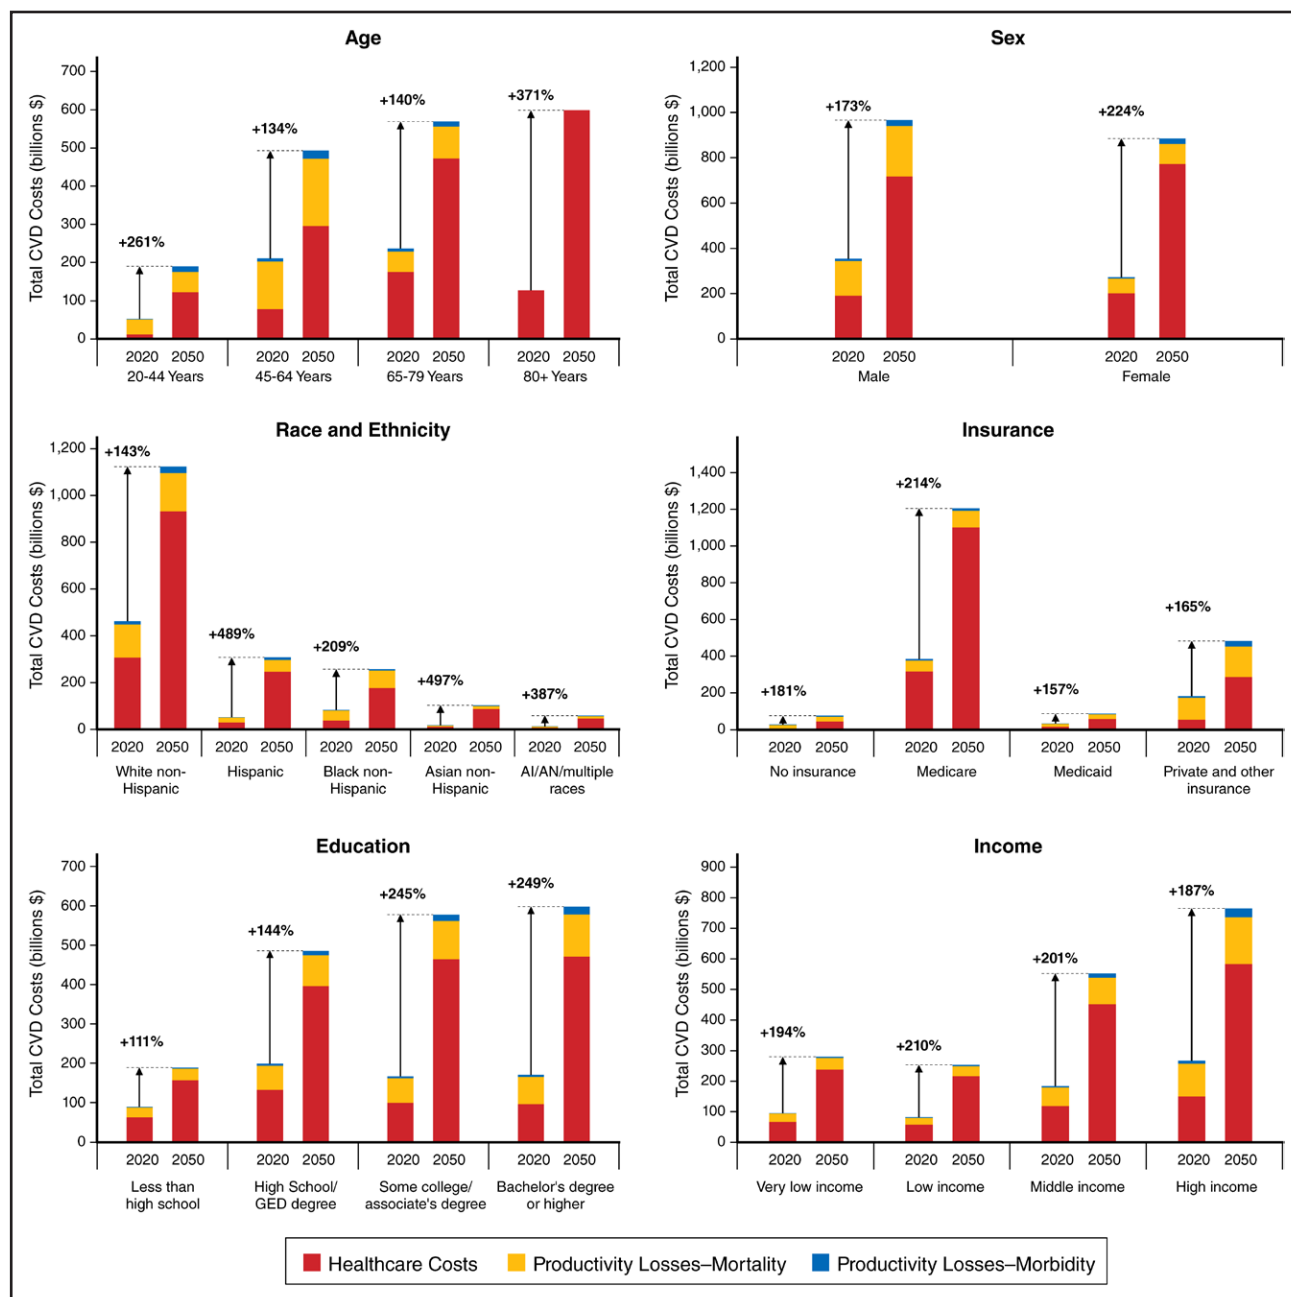 Age
Total CVD Costs (billions $)
700
600
500
400
300
200
100
0
+261%
+134%
+140%
+371%
2020 2050 2020 2050 2020 2050 2020 2050
20-44 Years 45-64 Years 65-79 Years 80+ Years
Sex
Total CVD Costs (billions $)
1,200
1,000
800
600
400
200
0
+173%
+224%
2020 2050 2020 2050
Male Female
Race and Ethnicity
Total CVD Costs (billions $)
1,200
1,000
800
600
400
200
0
+143%
+489%
+209%
+497%
+387%
2020 2050 2020 2050 2020 2050 2020 2050 2020 2050
White non- Hispanic Black non- Asian non- AI/AN/multiple
Hispanic Hispanic Hispanic races
Insurance
Total CVD Costs (billions $)
1,400
1,200
1,000
800
600
400
200
0
+181%
+214%
+157%
+165%
2020 2050 2020 2050 2020 2050 2020 2050
No insurance Medicare Medicaid Private and other
insurance
Education
Total CVD Costs (billions $)
700
600
500
400
300
200
100
0
+111%
+144%
+245%
+249%
2020 2050 2020 2050 2020 2050 2020 2050
Less than High School/ Some college/ Bachelor's degree
high school GED degree associate's degree or higher
Income
Total CVD Costs (billions $)
900
800
700
600
500
400
300
200
100
0
+194%
+210%
+201%
+187%
2020 2050 2020 2050 2020 2050 2020 2050
Very low income Low income Middle income High income
Healthcare Costs Productivity Losses–Mortality Productivity Losses–Morbidity